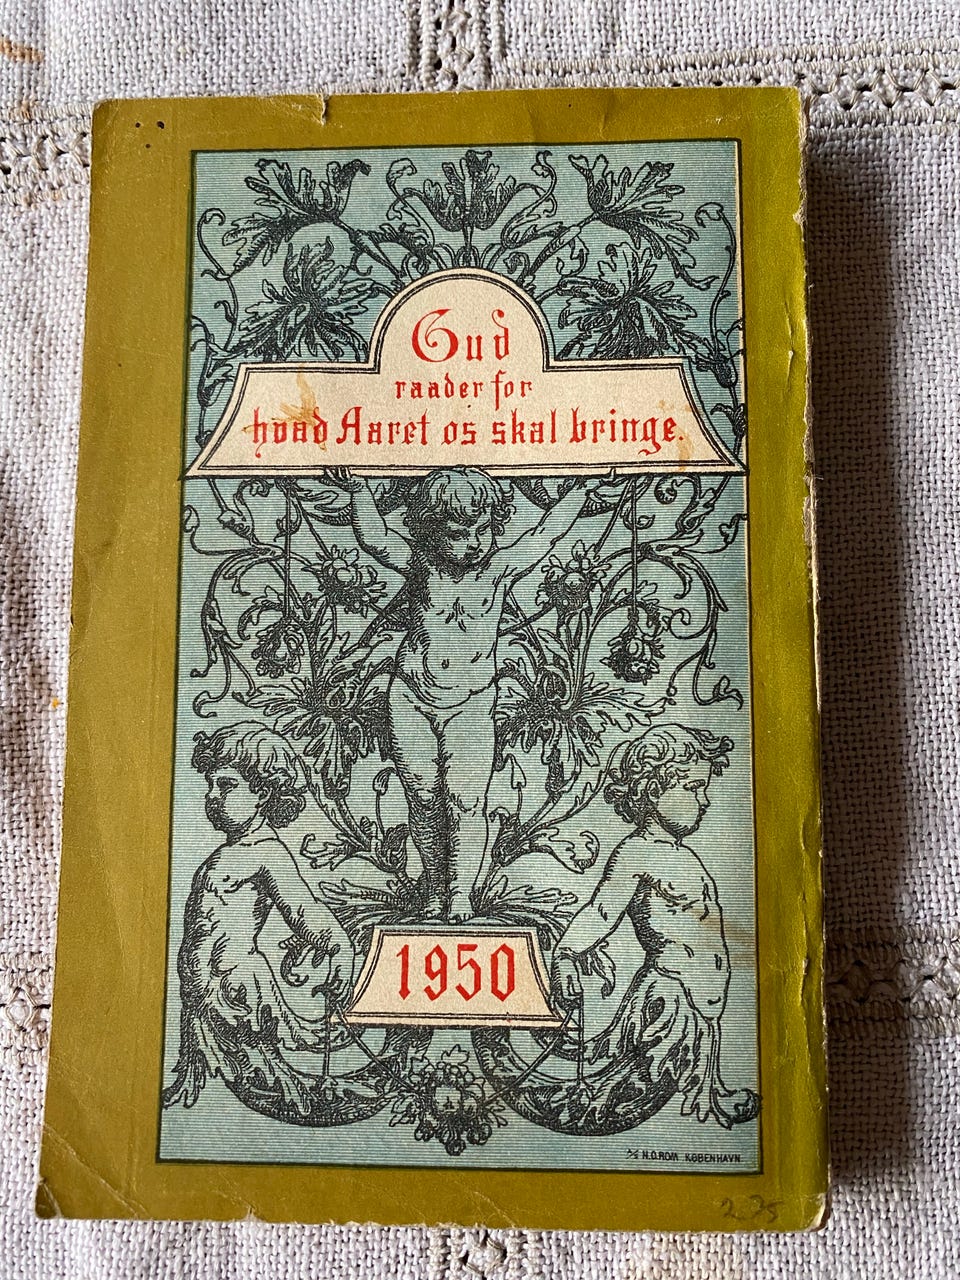 Gud
raader for
hvad Aaret os skal bringe.
1950
A/S N.O.ROM KØBENHAVN
2.75